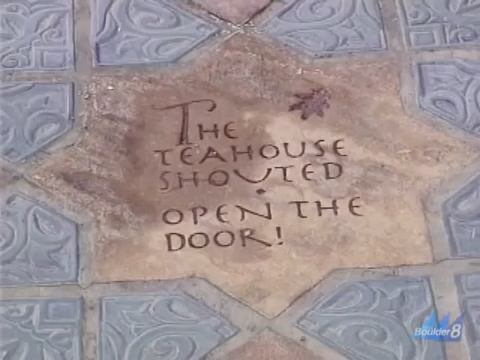 The
TEAHOUSE
SHOUTED
OPEN THE
DOOR!
Boulder 8